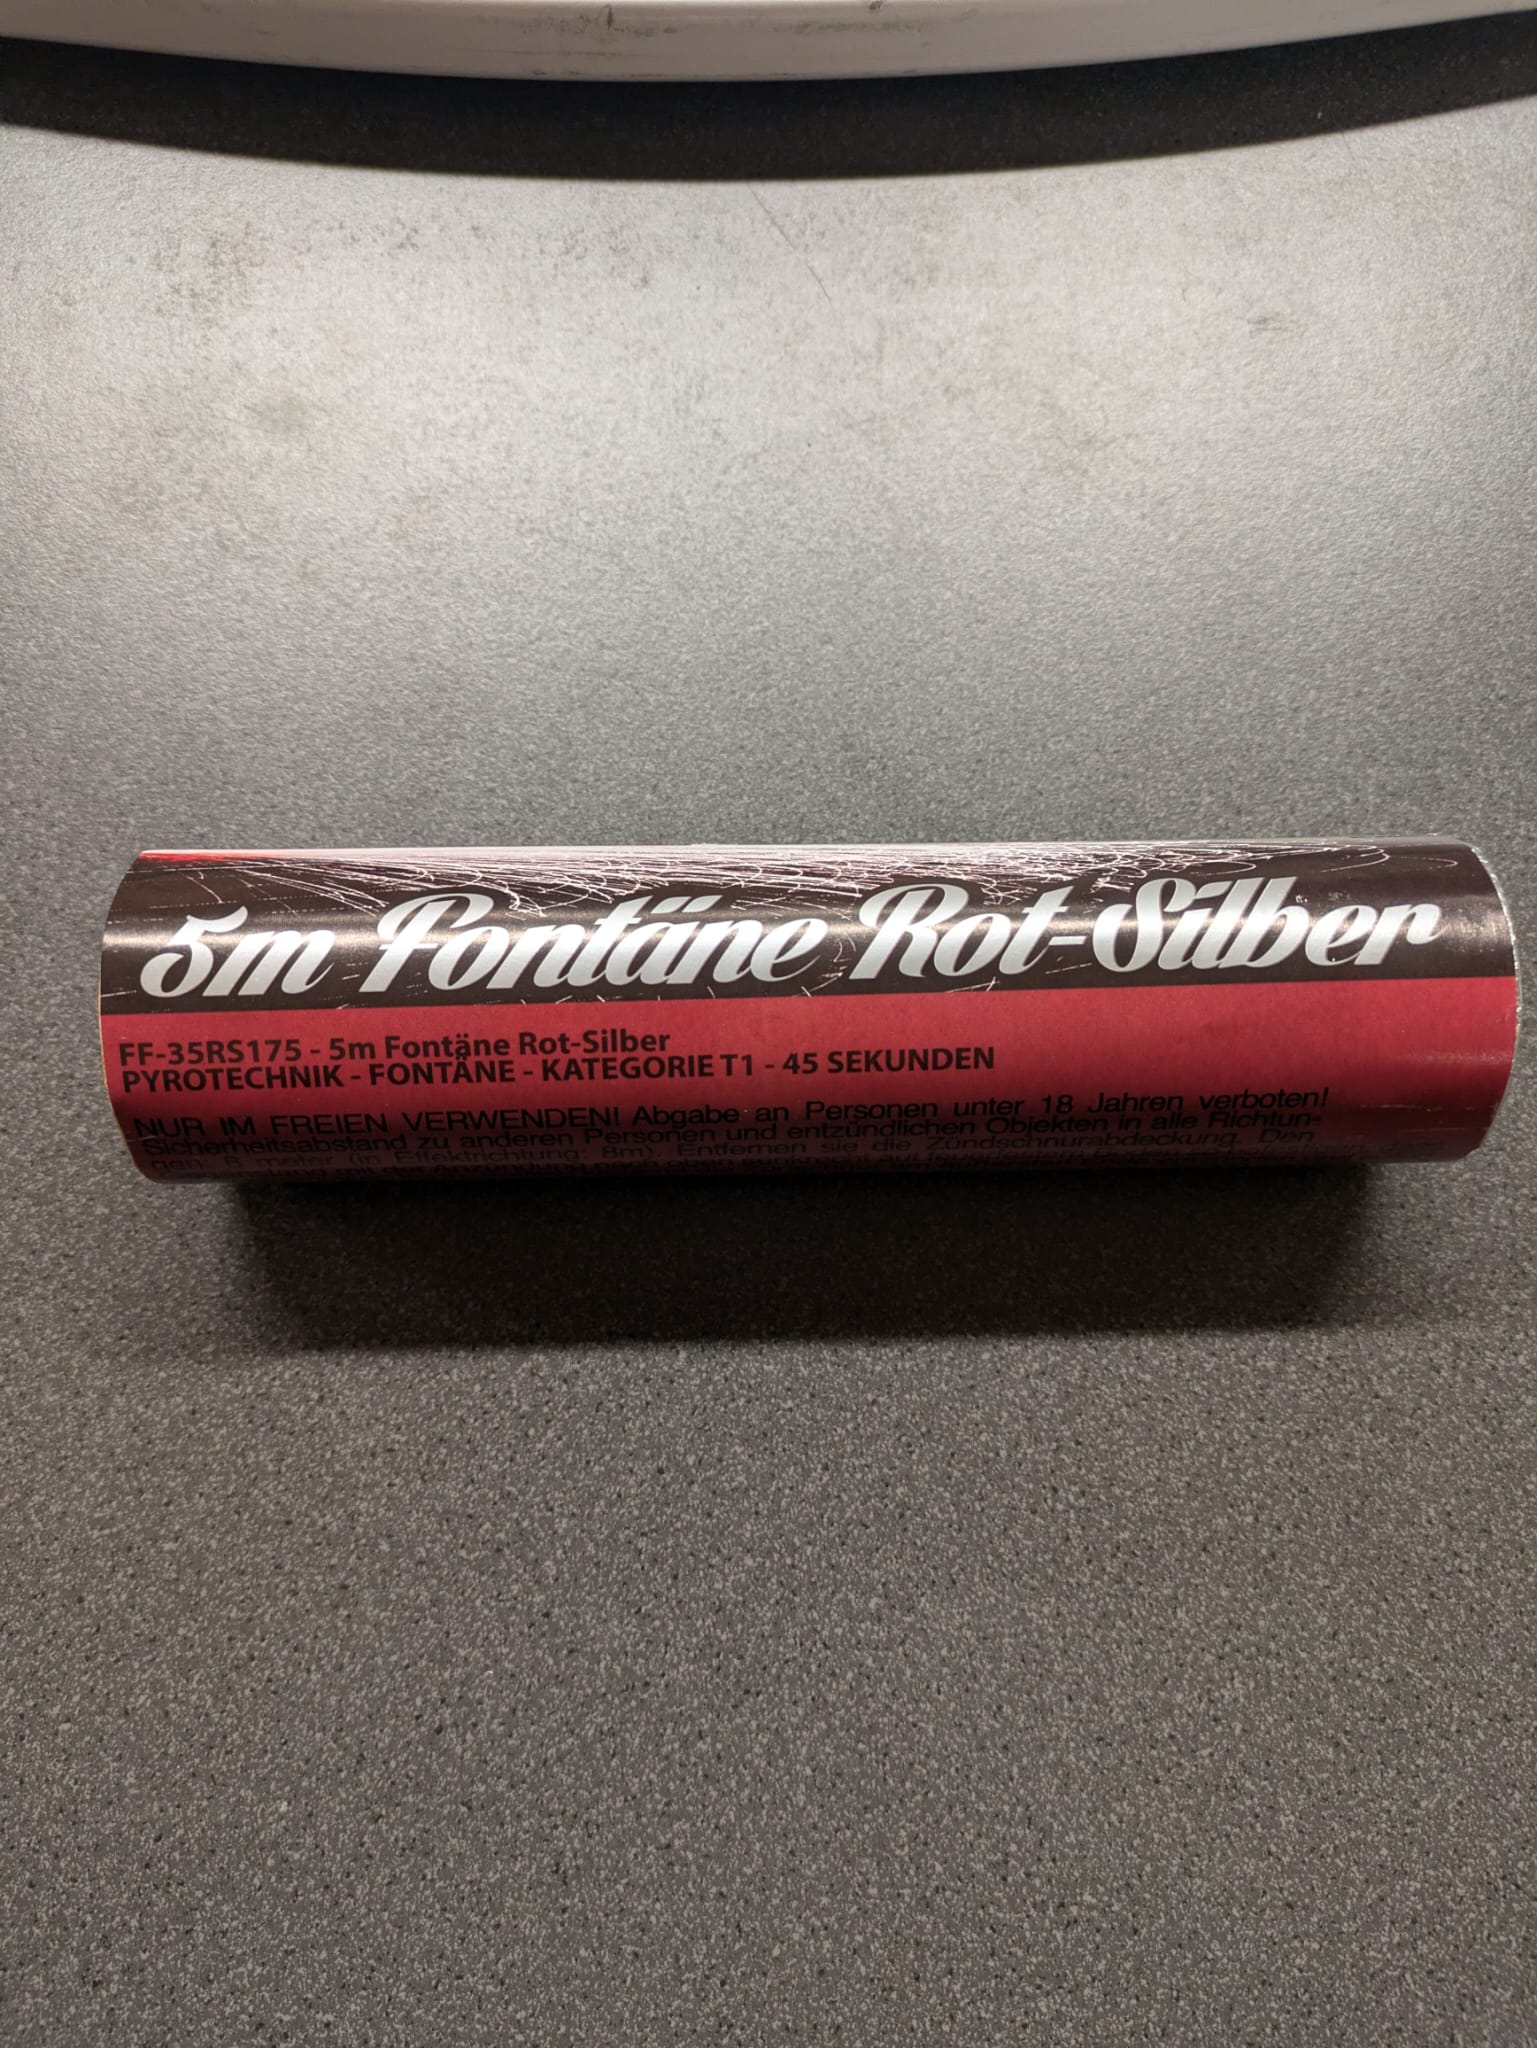 5m Fontäne Rot-Silber
FF-35RS175 - 5m Fontäne Rot-Silber
PYROTECHNIK - FONTÄNE - KATEGORIE T1 - 45 SEKUNDEN
NUR IM FREIEN VERWENDEN! Abgabe an Personen unter 18 Jahren verboten!
Sicherheitsabstand zu anderen Personen und entzündlichen Objekten in alle Richtun-
gen 8 meter (in Effektrichtung: 8m). Entfernen sie die Zündschnurabdeckung. Den